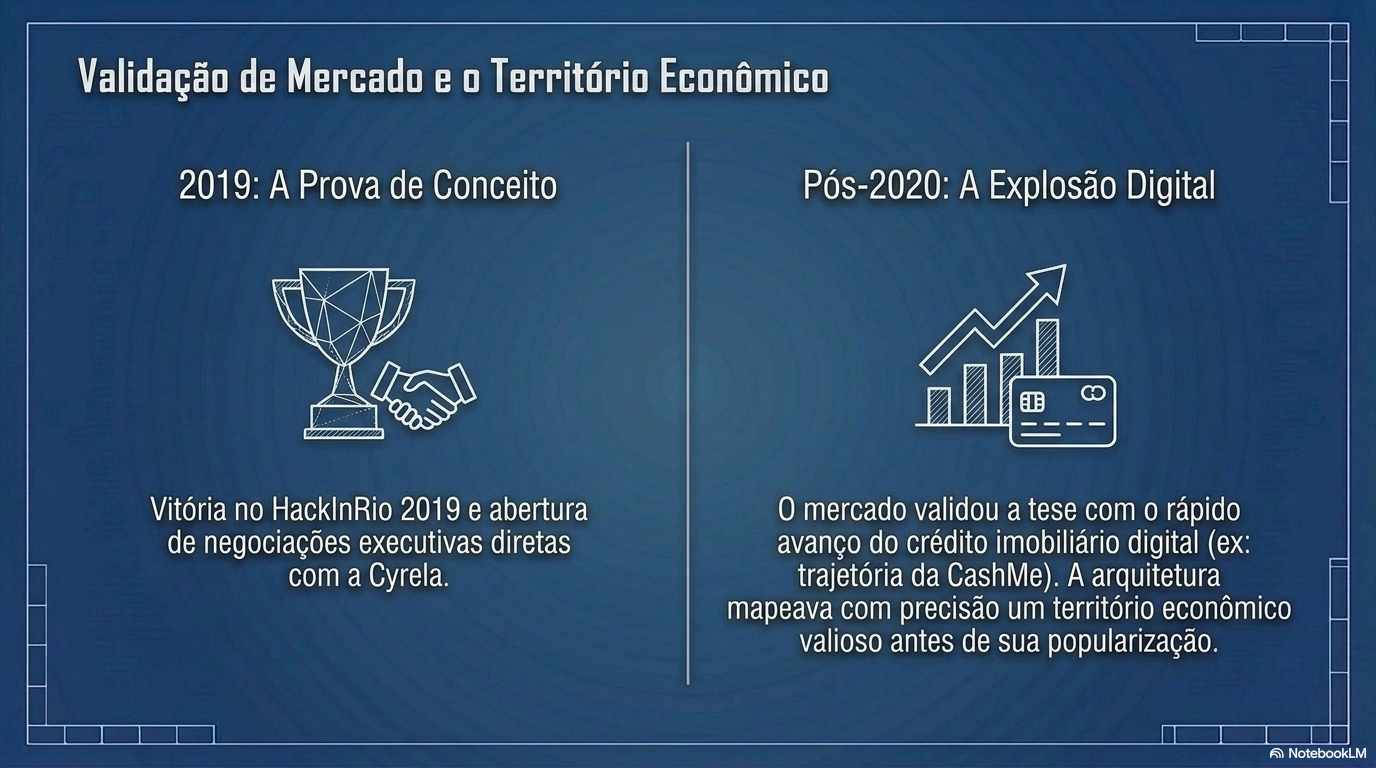 Validação de Mercado e o Território Econômico
2019: A Prova de Conceito
Vitória no HackInRio 2019 e abertura
de negociações executivas diretas
com a Cyrela.
Pós-2020: A Explosão Digital
O mercado validou a tese com o rápido
avanço do crédito imobiliário digital (ex:
trajetória da CashMe). A arquitetura
mapeava com precisão um território econômico
valioso antes de sua popularização.
NotebookLM